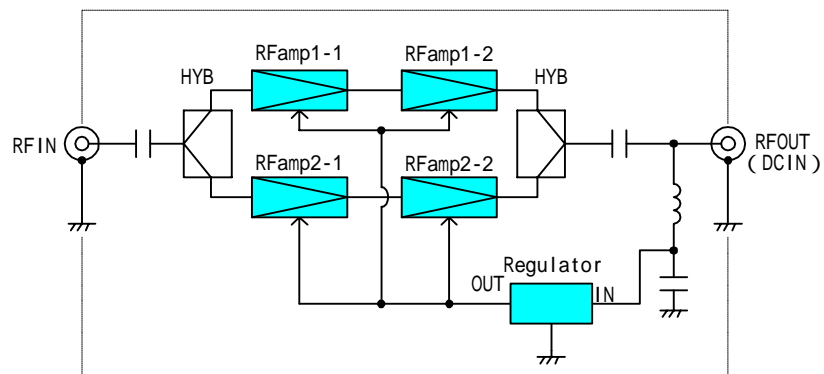 RFamp1-1
RFamp1-2
HYB
HYB
RFIN
RFOUT
(DCIN)
RFamp2-1
RFamp2-2
Regulator
OUT
IN